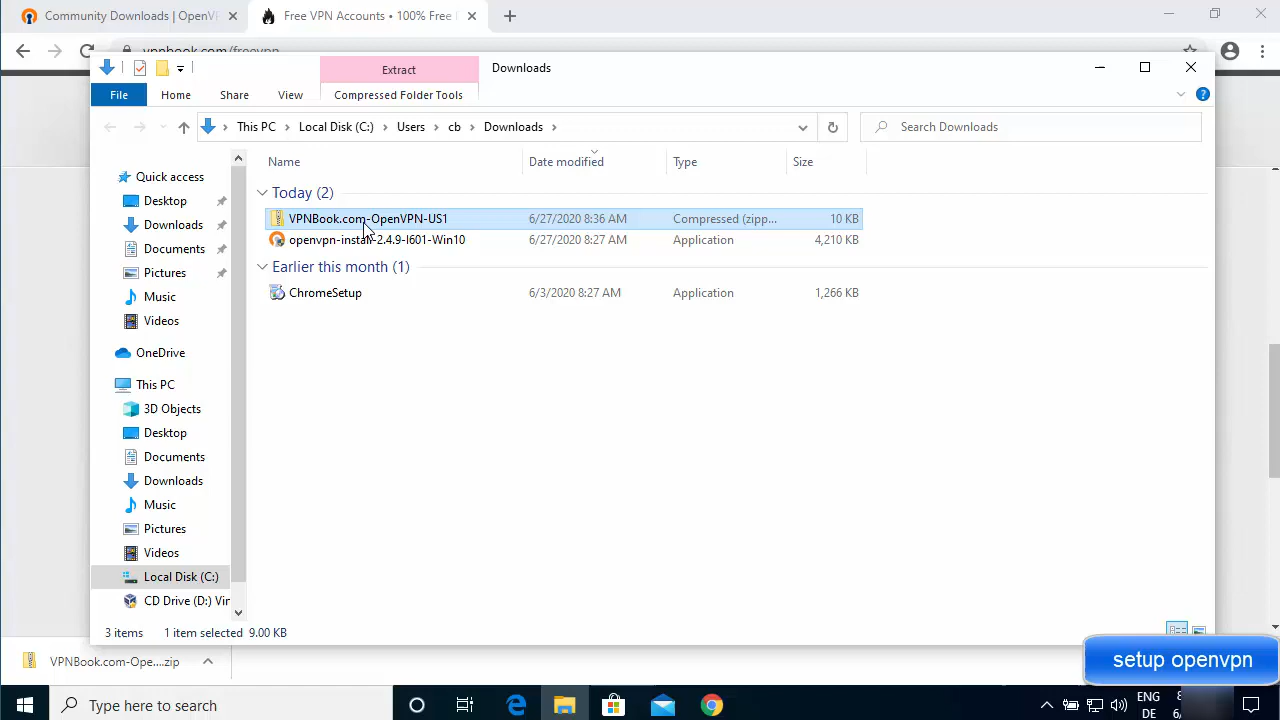 Community Downloads | OpenVP
Free VPN Accounts • 100% Free
vpnbook.com/freevpn
Extract
Downloads
File
Home
Share
View
Compressed Folder Tools
This PC
Local Disk (C:)
Users
cb
Downloads
Search Downloads
Name
Date modified
Type
Size
Today (2)
VPNBook.com-OpenVPN-US1 6/27/2020 8:36 AM Compressed (zipp... 10 KB
openvpn-install-2.4.9-I601-Win10 6/27/2020 8:27 AM Application 4,210 KB
Earlier this month (1)
ChromeSetup 6/3/2020 8:27 AM Application 1,266 KB
Quick access
Desktop
Downloads
Documents
Pictures
Music
Videos
OneDrive
This PC
3D Objects
Desktop
Documents
Downloads
Music
Pictures
Videos
Local Disk (C:)
CD Drive (D:) Vir
3 items 1 item selected 9.00 KB
VPNBook.com-Ope....zip
setup openvpn
Type here to search
ENG
DE